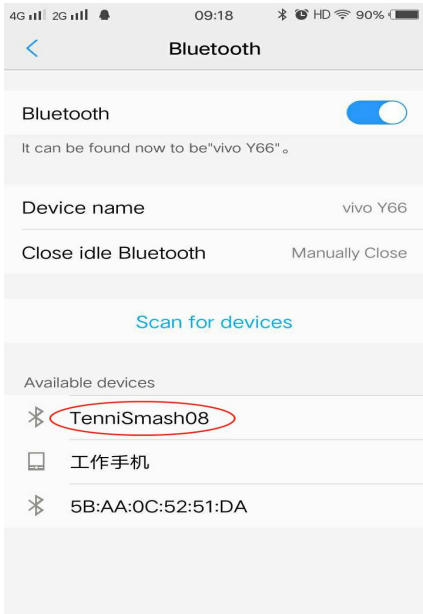 4G 2G 09:18 HD 90%
Bluetooth
Bluetooth
It can be found now to be"vivo Y66"。
Device name vivo Y66
Close idle Bluetooth Manually Close
Scan for devices
Available devices
TenniSmash08
工作手机
5B:AA:0C:52:51:DA